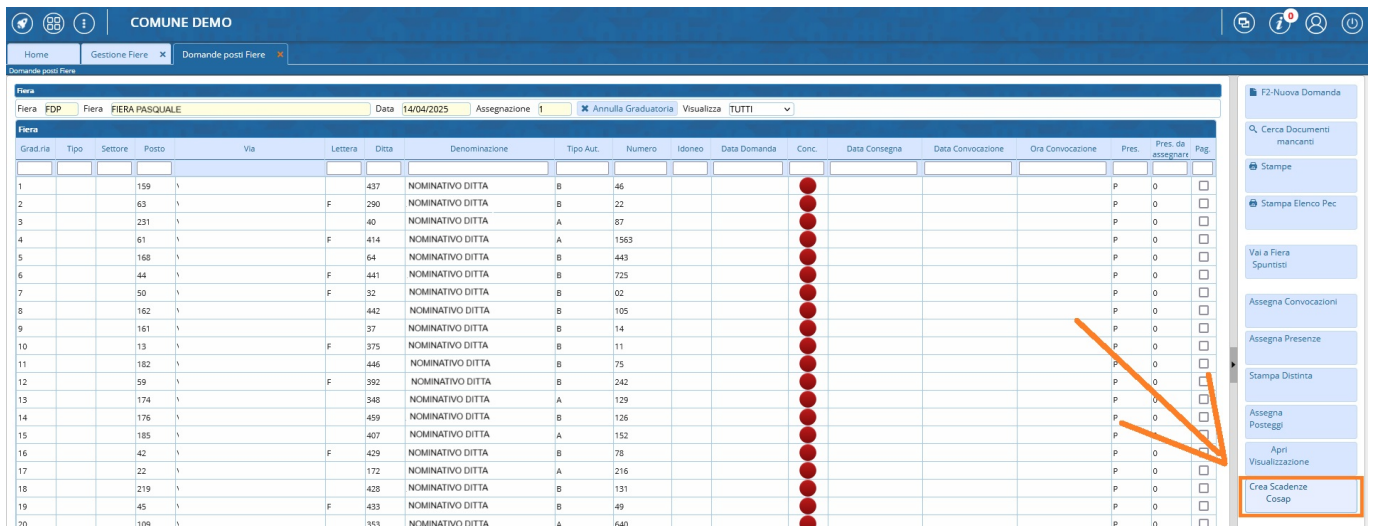 COMUNE DEMO
0
Home
Gestione Fiere ×
Domande posti Fiere ×
Domande posti Fiere
Fiera
Fiera FDP Fiera FIERA PASQUALE Data 14/04/2025 Assegnazione 1 ✖ Annulla Graduatoria Visualizza TUTTI
Fiera
Grad.ria Tipo Settore Posto Via Lettera Ditta Denominazione Tipo Aut. Numero Idoneo Data Domanda Conc. Data Consegna Data Convocazione Ora Convocazione Pres. Pres. da assegnare Pag.
1 159 \ 437 NOMINATIVO DITTA B 46 P 0
2 63 \ F 290 NOMINATIVO DITTA B 22 P 0
3 231 \ 40 NOMINATIVO DITTA A 87 P 0
4 61 \ F 414 NOMINATIVO DITTA A 1563 P 0
5 168 \ 64 NOMINATIVO DITTA B 443 P 0
6 44 \ F 441 NOMINATIVO DITTA B 725 P 0
7 50 \ F 32 NOMINATIVO DITTA B 02 P 0
8 162 \ 442 NOMINATIVO DITTA B 105 P 0
9 161 \ 37 NOMINATIVO DITTA B 14 P 0
10 13 \ F 375 NOMINATIVO DITTA B 11 P 0
11 182 \ 446 NOMINATIVO DITTA B 75 P 0
12 59 \ F 392 NOMINATIVO DITTA B 242 P 0
13 174 \ 348 NOMINATIVO DITTA A 129 P 0
14 176 \ 459 NOMINATIVO DITTA B 126 P 0
15 185 \ 407 NOMINATIVO DITTA A 152 P
16 42 \ F 429 NOMINATIVO DITTA B 78 P 0
17 22 \ 172 NOMINATIVO DITTA A 216 P 0
18 219 \ 428 NOMINATIVO DITTA B 131 P 0
19 45 \ F 433 NOMINATIVO DITTA B 49 P 0
20 109 \ 353 NOMINATIVO DITTA A 640 P 0
F2-Nuova Domanda
Cerca Documenti
mancanti
Stampe
Stampa Elenco Pec
Vai a Fiera
Spuntisti
Assegna Convocazioni
Assegna Presenze
Stampa Distinta
Assegna
Posteggi
Apri
Visualizzazione
Crea Scadenze
Cosap